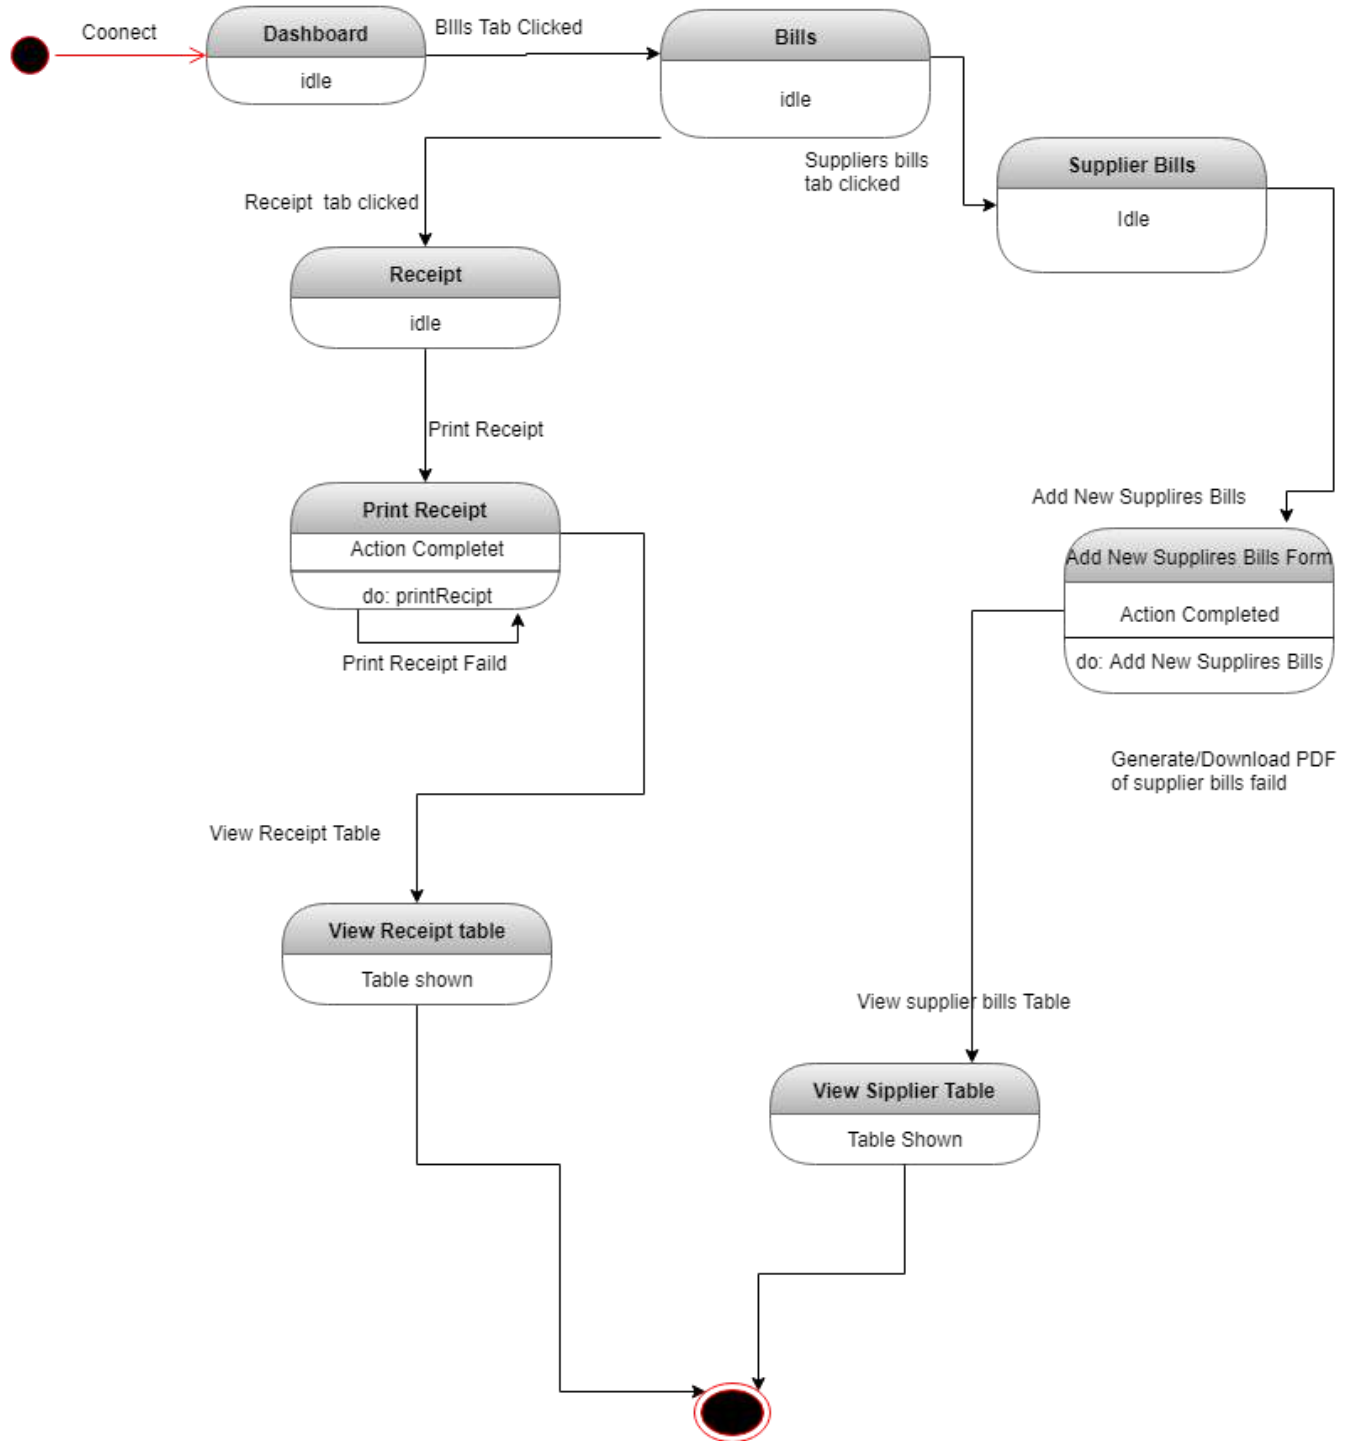 Coonect
Dashboard
idle
BIlls Tab Clicked
Bills
idle
Suppliers bills
tab clicked
Supplier Bills
Idle
Receipt  tab clicked
Receipt
idle
Print Receipt
Print Receipt
Action Completet
do: printRecipt
Print Receipt Faild
Add New Supplires Bills
Add New Supplires Bills Form
Action Completed
do: Add New Supplires Bills
Generate/Download PDF
of supplier bills faild
View Receipt Table
View Receipt table
Table shown
View supplier bills Table
View Sipplier Table
Table Shown